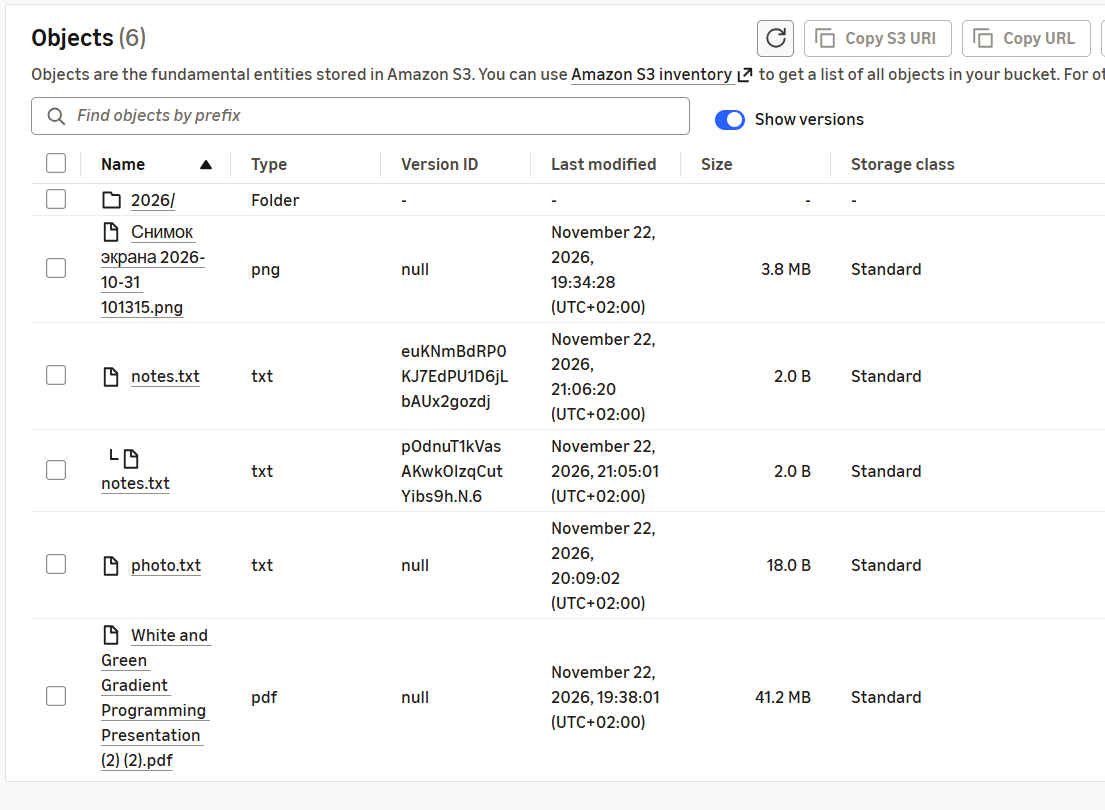 Objects (6)
Copy S3 URI
Copy URL
Objects are the fundamental entities stored in Amazon S3. You can use Amazon S3 inventory to get a list of all objects in your bucket. For ot
Find objects by prefix
Show versions
Name Type Version ID Last modified Size Storage class
2026/ Folder - - - -
Снимок
экрана 2026-
10-31
101315.png
png
null
November 22,
2026,
19:34:28
(UTC+02:00)
3.8 MB
Standard
notes.txt
txt
euKNmBdRP0
KJ7EdPU1D6jL
bAUx2gozdj
November 22,
2026,
21:06:20
(UTC+02:00)
2.0 B
Standard
notes.txt
txt
pOdnuT1kVas
AKwkOIzqCut
Yibs9h.N.6
November 22,
2026, 21:05:01
(UTC+02:00)
2.0 B
Standard
photo.txt
txt
null
November 22,
2026,
20:09:02
(UTC+02:00)
18.0 B
Standard
White and
Green
Gradient
Programming
Presentation
(2) (2).pdf
pdf
null
November 22,
2026, 19:38:01
(UTC+02:00)
41.2 MB
Standard